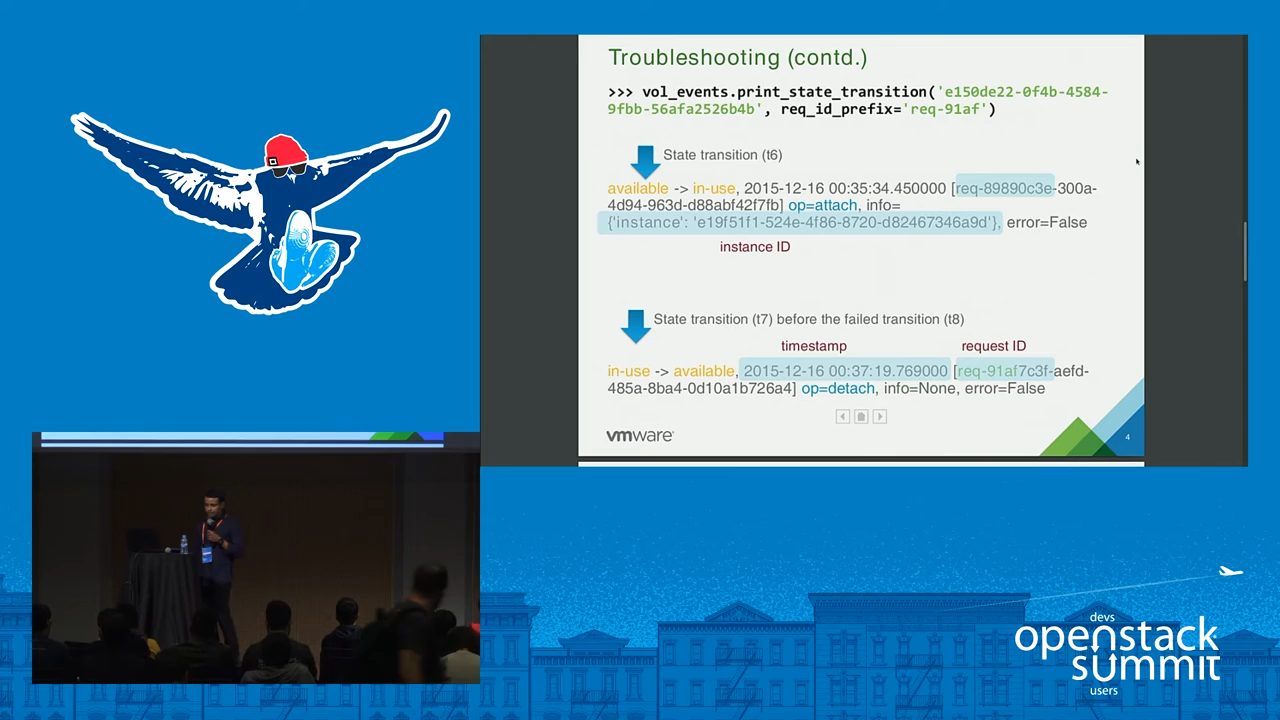 Troubleshooting (contd.)
>>> vol_events.print_state_transition('e150de22-0f4b-4584-
9fbb-56afa2526b4b', req_id_prefix='req-91af')
State transition (t6)
available -> in-use, 2015-12-16 00:35:34.450000 [req-89890c3e-300a-
4d94-963d-d88abf42f7fb] op=attach, info=
{'instance': 'e19f51f1-524e-4f86-8720-d82467346a9d'}, error=False
instance ID
State transition (t7) before the failed transition (t8)
timestamp request ID
in-use -> available, 2015-12-16 00:37:19.769000 [req-91af7c3f-aefd-
485a-8ba4-0d10a1b726a4] op=detach, info=None, error=False
vmware
4
devs
openstack
summit
users